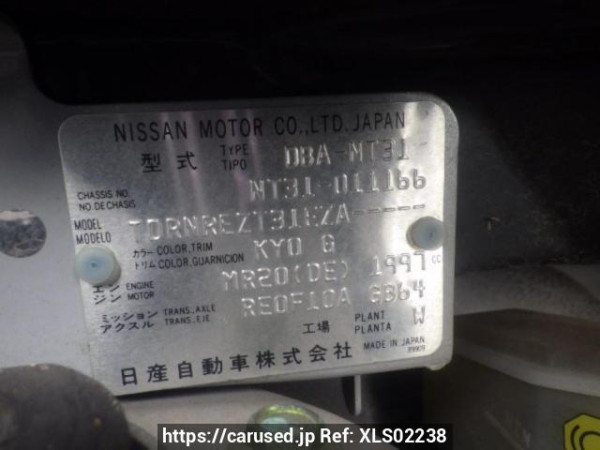 NISSAN MOTOR CO.,LTD.JAPAN
型式 TYPE TIPO DBA-NT31
CHASSIS NO. NO.DE CHASIS NT31-011166
MODEL MODELO TDRNREZT31EZA-----
カラー COLOR,TRIM トリム COLOR,GUARNICION KY0 G
エンジン ENGINE MOTOR MR20(DE) 1997 cc
ミッション TRANS.,AXLE アクスル TRANS.,EJE RE0F10A GB64
工場 PLANT PLANTA W
日産自動車株式会社 MADE IN JAPAN
https://carused.jp Ref: XLS02238